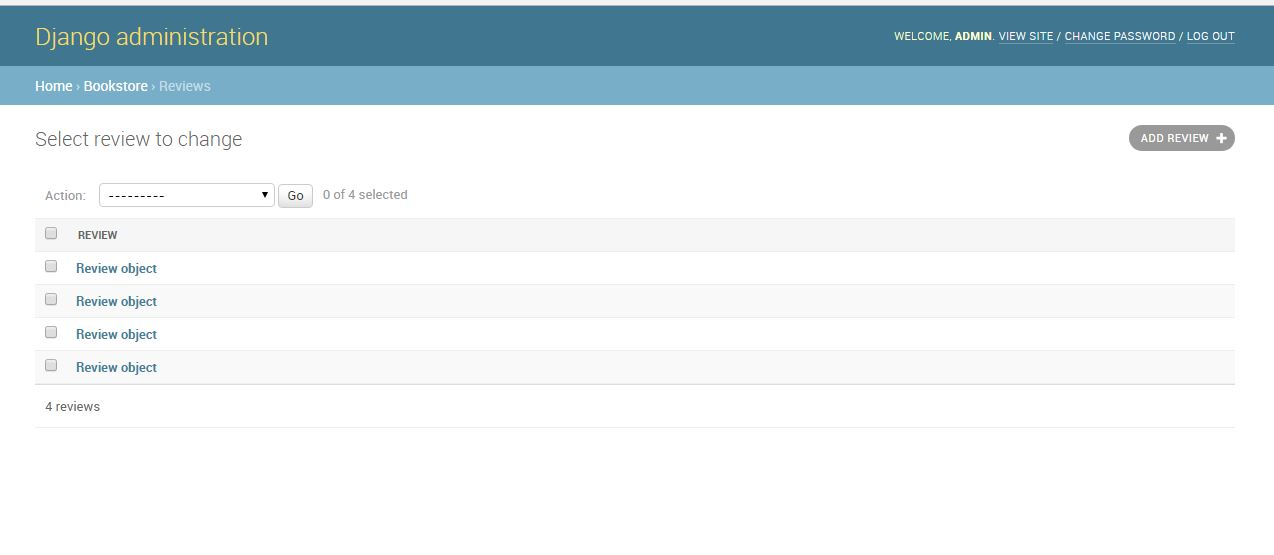 Django administration
WELCOME, ADMIN. VIEW SITE / CHANGE PASSWORD / LOG OUT
Home › Bookstore › Reviews
Select review to change
ADD REVIEW +
Action: --------- Go 0 of 4 selected
REVIEW
Review object
Review object
Review object
Review object
4 reviews